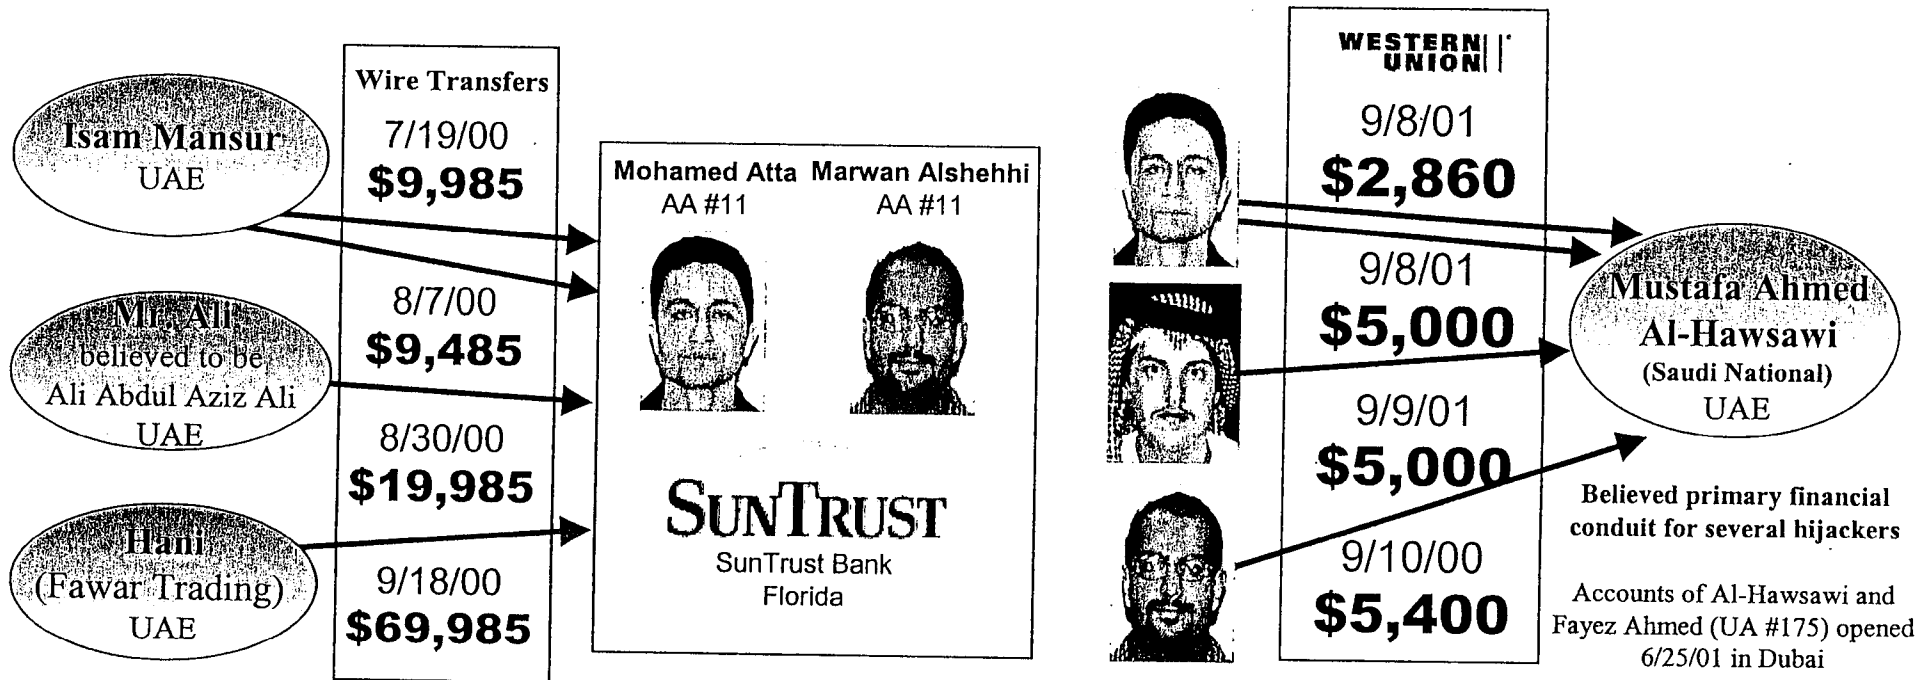 Isam Mansur
UAE
Mr. Ali
believed to be
Ali Abdul Aziz Ali
UAE
Hani
(Fawar Trading)
UAE
Wire Transfers
7/19/00
$9,985
8/7/00
$9,485
8/30/00
$19,985
9/18/00
$69,985
Mohamed Atta Marwan Alshehhi
AA #11 AA #11
SUNTRUST
SunTrust Bank
Florida
WESTERN
UNION
9/8/01
$2,860
9/8/01
$5,000
9/9/01
$5,000
9/10/00
$5,400
Mustafa Ahmed
Al-Hawsawi
(Saudi National)
UAE
Believed primary financial
conduit for several hijackers
Accounts of Al-Hawsawi and
Fayez Ahmed (UA #175) opened
6/25/01 in Dubai